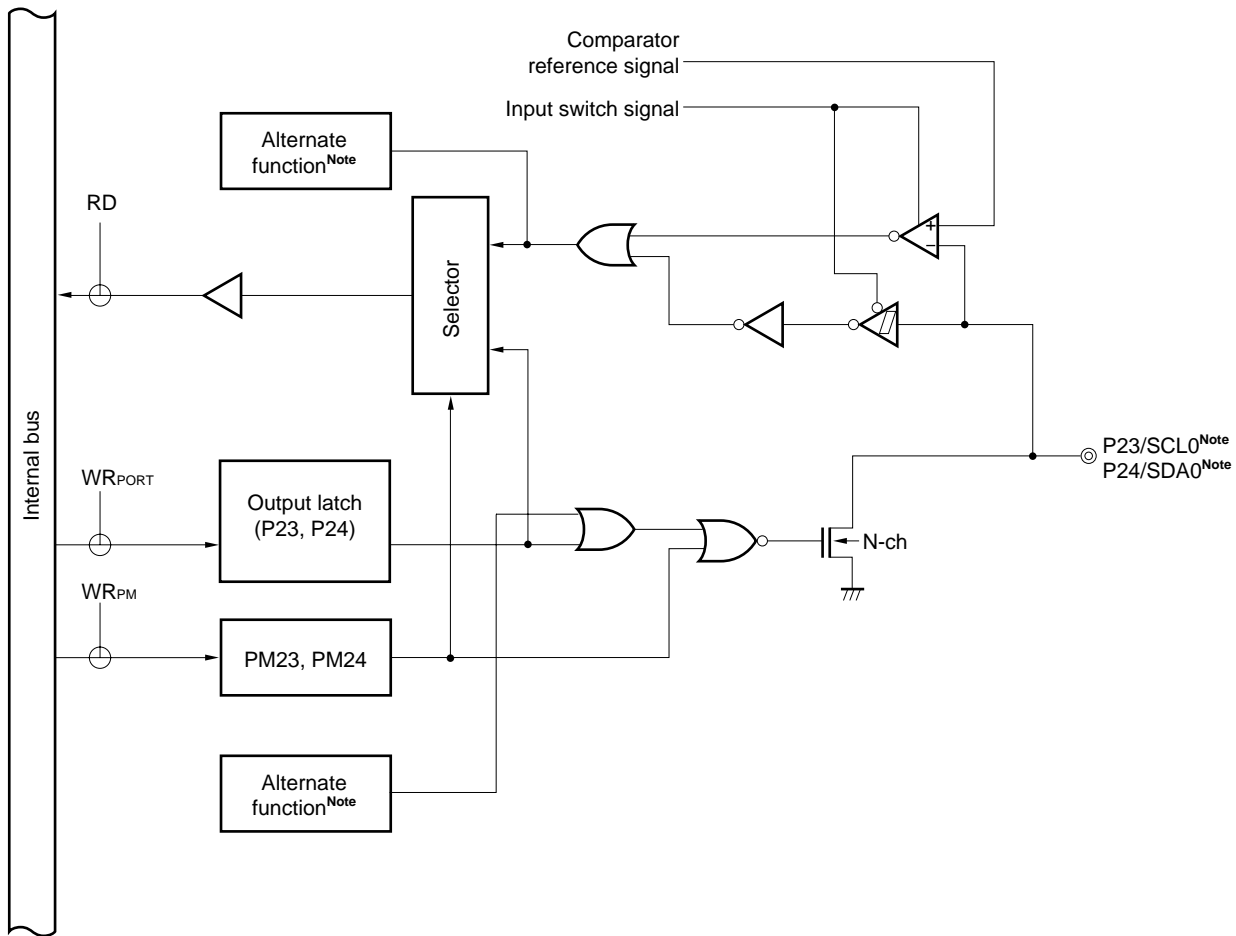 Comparator
reference signal
Input switch signal
Alternate
functionNote
RD
+
−
Selector
Internal bus
P23/SCL0Note
P24/SDA0Note
WRPORT
Output latch
(P23, P24)
N-ch
WRPM
PM23, PM24
Alternate
functionNote